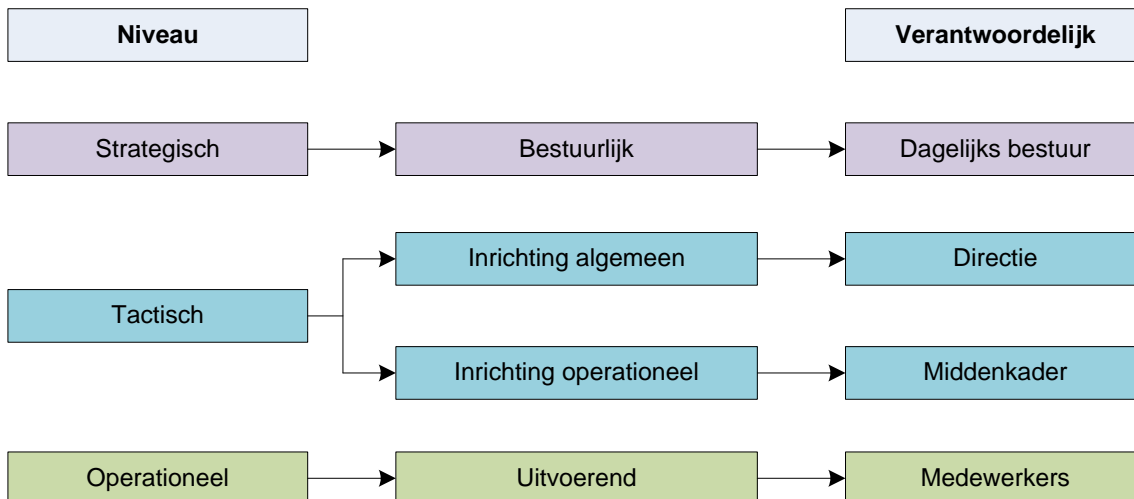 Niveau
Verantwoordelijk
Strategisch
Bestuurlijk
Dagelijks bestuur
Inrichting algemeen
Directie
Tactisch
Inrichting operationeel
Middenkader
Operationeel
Uitvoerend
Medewerkers